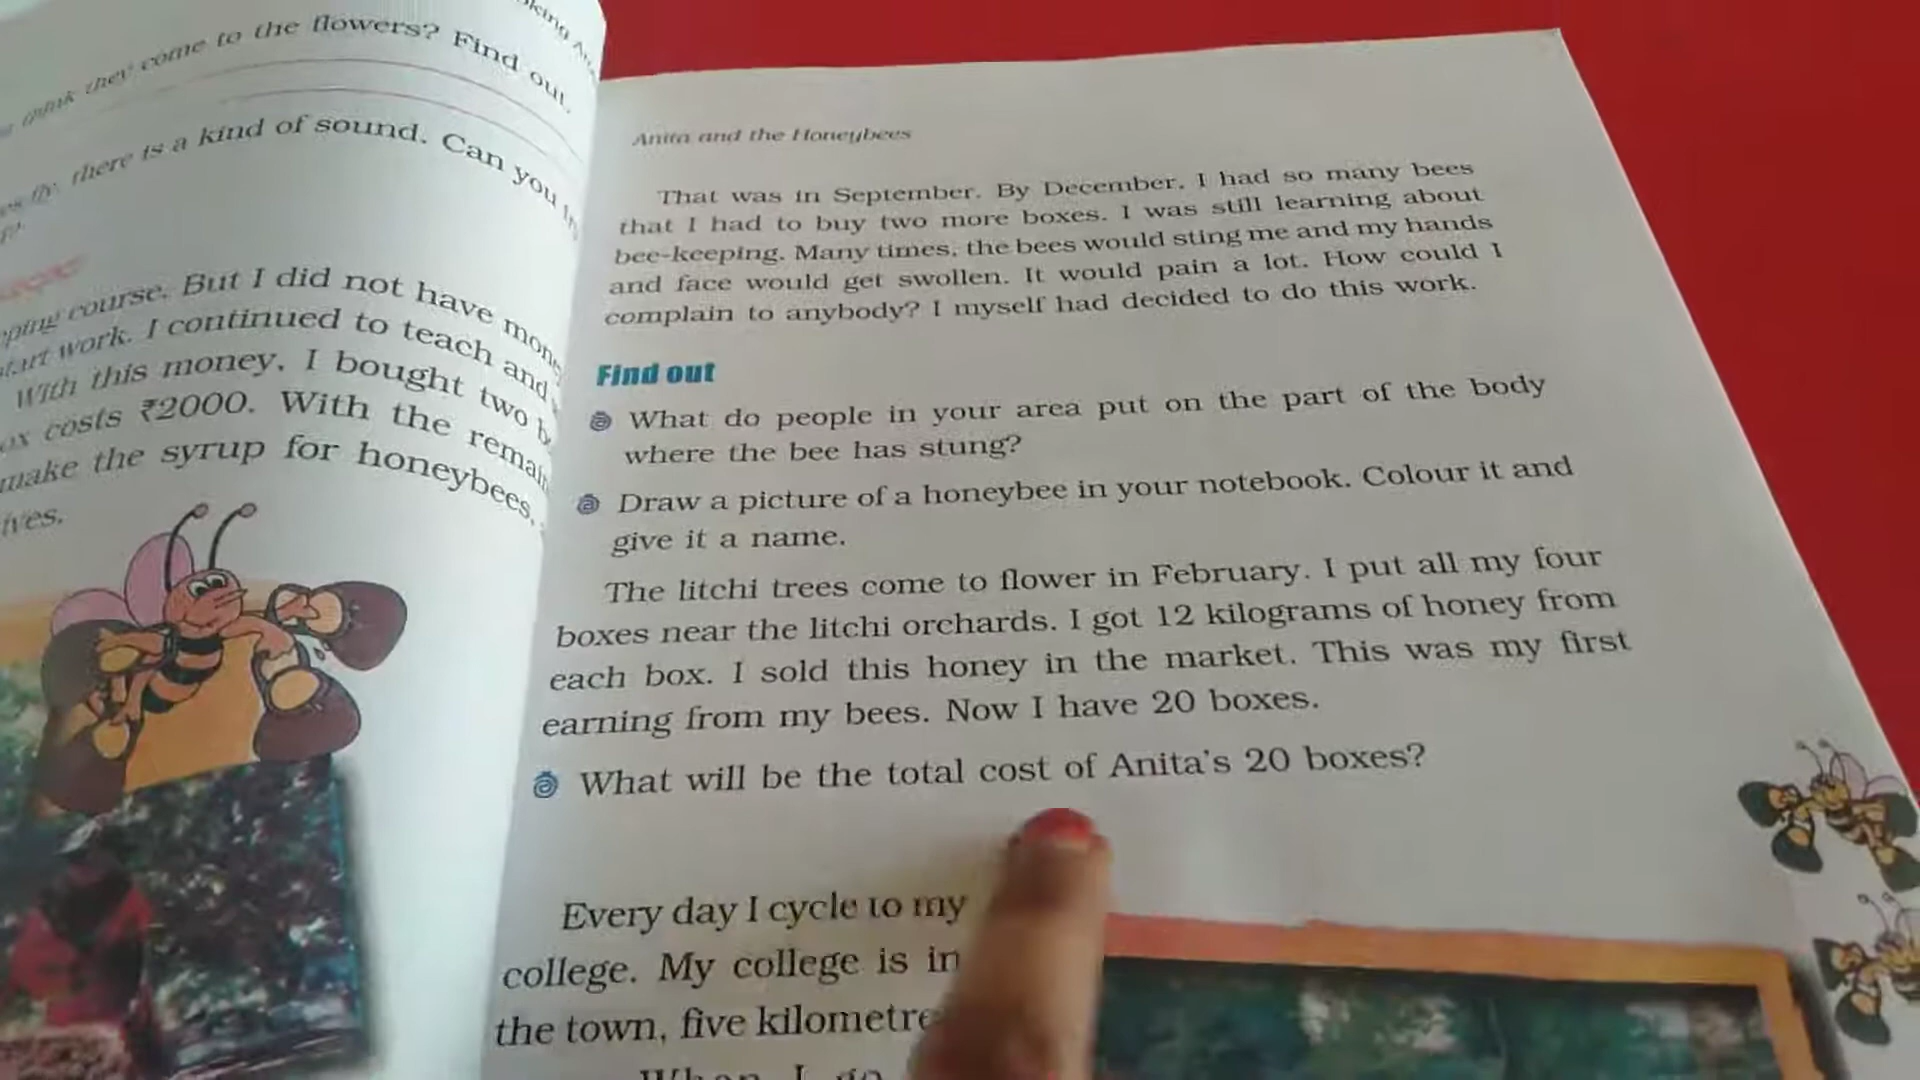 think they come to the flowers? Find out.
there is a kind of sound. Can you
course. But I did not have
work. I continued to teach and
With this money, I bought two
costs ₹2000. With the
make the syrup for honeybees.
Anita and the Honeybees
That was in September. By December, I had so many bees
that I had to buy two more boxes. I was still learning about
bee-keeping. Many times, the bees would sting me and my hands
and face would get swollen. It would pain a lot. How could I
complain to anybody? I myself had decided to do this work.
Find out
What do people in your area put on the part of the body
where the bee has stung?
Draw a picture of a honeybee in your notebook. Colour it and
give it a name.
The litchi trees come to flower in February. I put all my four
boxes near the litchi orchards. I got 12 kilograms of honey from
each box. I sold this honey in the market. This was my first
earning from my bees. Now I have 20 boxes.
What will be the total cost of Anita's 20 boxes?
Every day I cycle to my
college. My college is in
the town, five
When I go